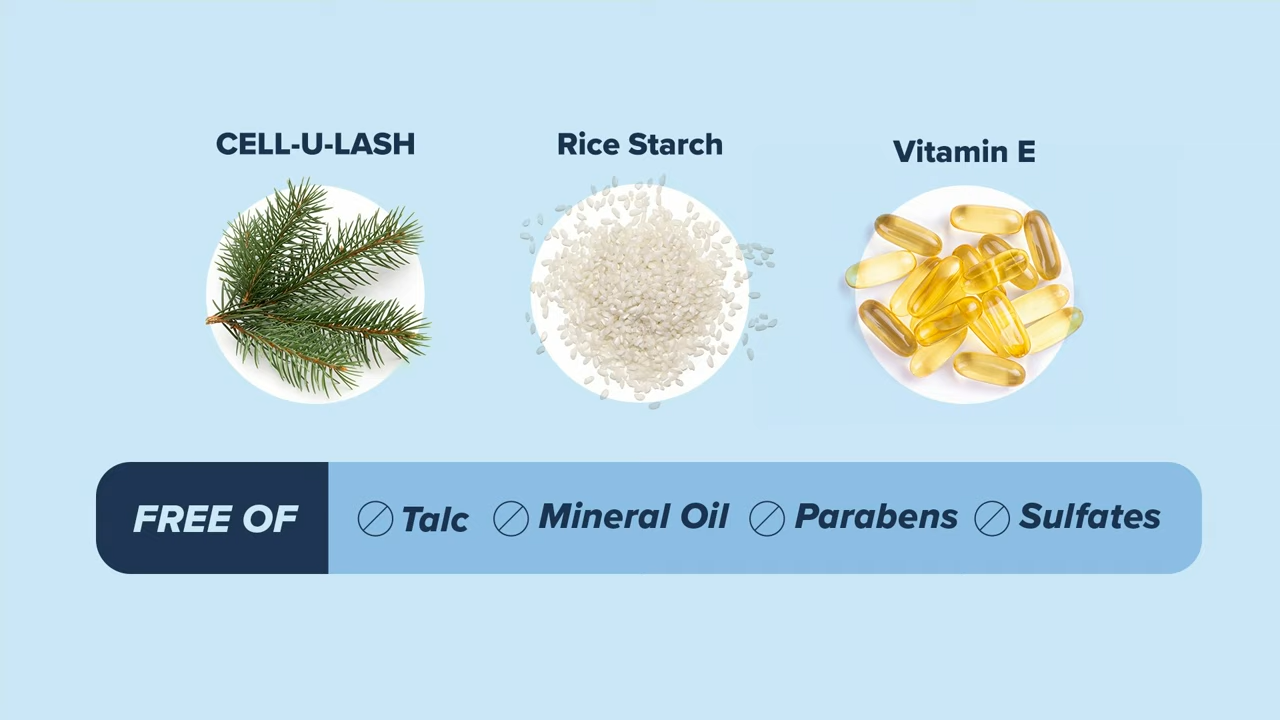 CELL-U-LASH
Rice Starch
Vitamin E
FREE OF
Talc
Mineral Oil
Parabens
Sulfates